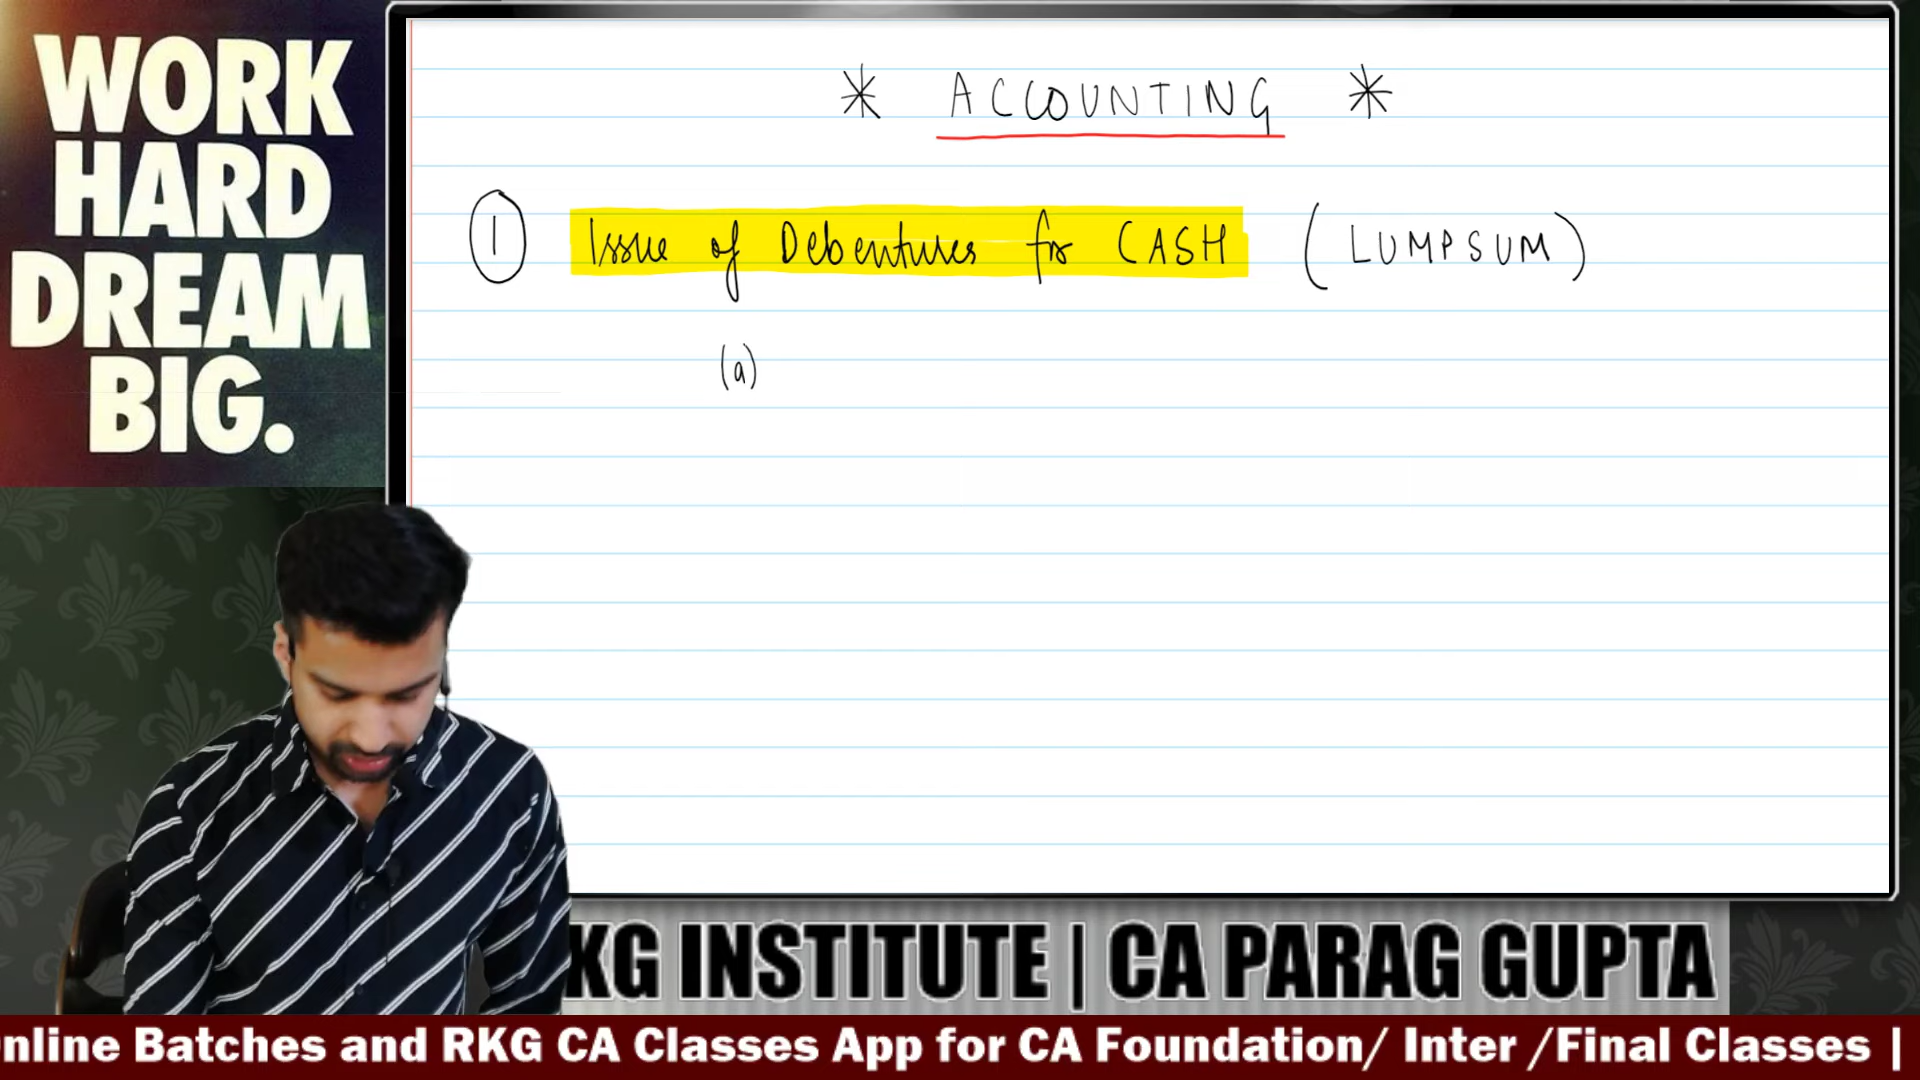 WORK
HARD
DREAM
BIG.
* ACCOUNTING *
1 Issue of Debentures for CASH (LUMPSUM)
(a)
KG INSTITUTE | CA PARAG GUPTA
nline Batches and RKG CA Classes App for CA Foundation/ Inter /Final Classes |